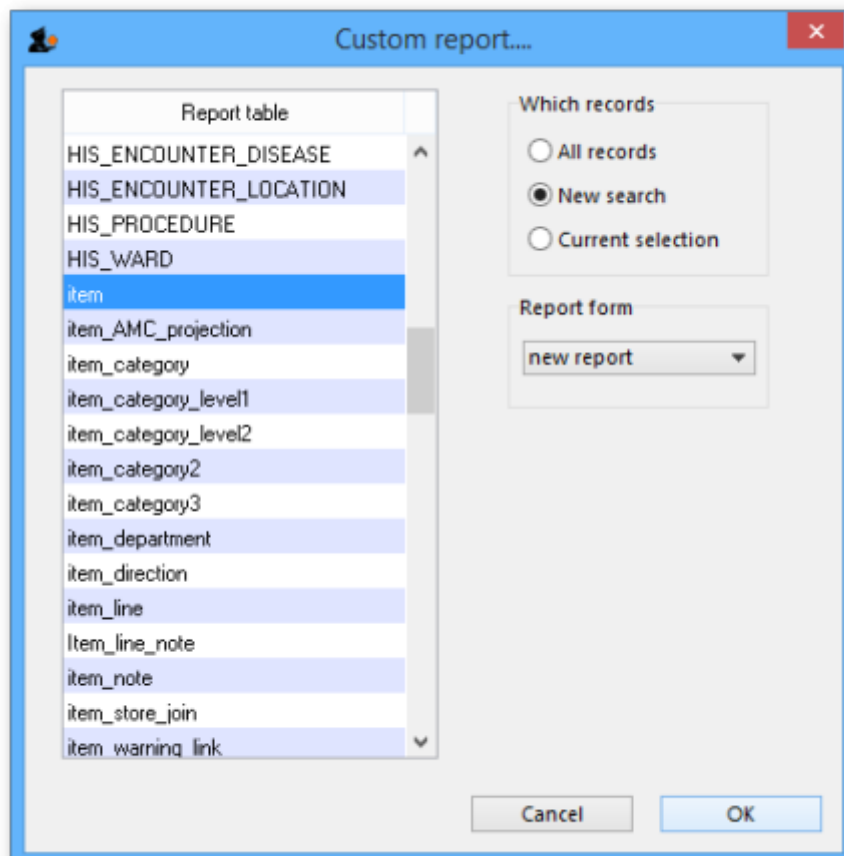 Custom report....
Report table
HIS_ENCOUNTER_DISEASE
HIS_ENCOUNTER_LOCATION
HIS_PROCEDURE
HIS_WARD
item
item_AMC_projection
item_category
item_category_level1
item_category_level2
item_category2
item_category3
item_department
item_direction
item_line
Item_line_note
item_note
item_store_join
item_warning_link
Which records
All records
New search
Current selection
Report form
new report
Cancel
OK